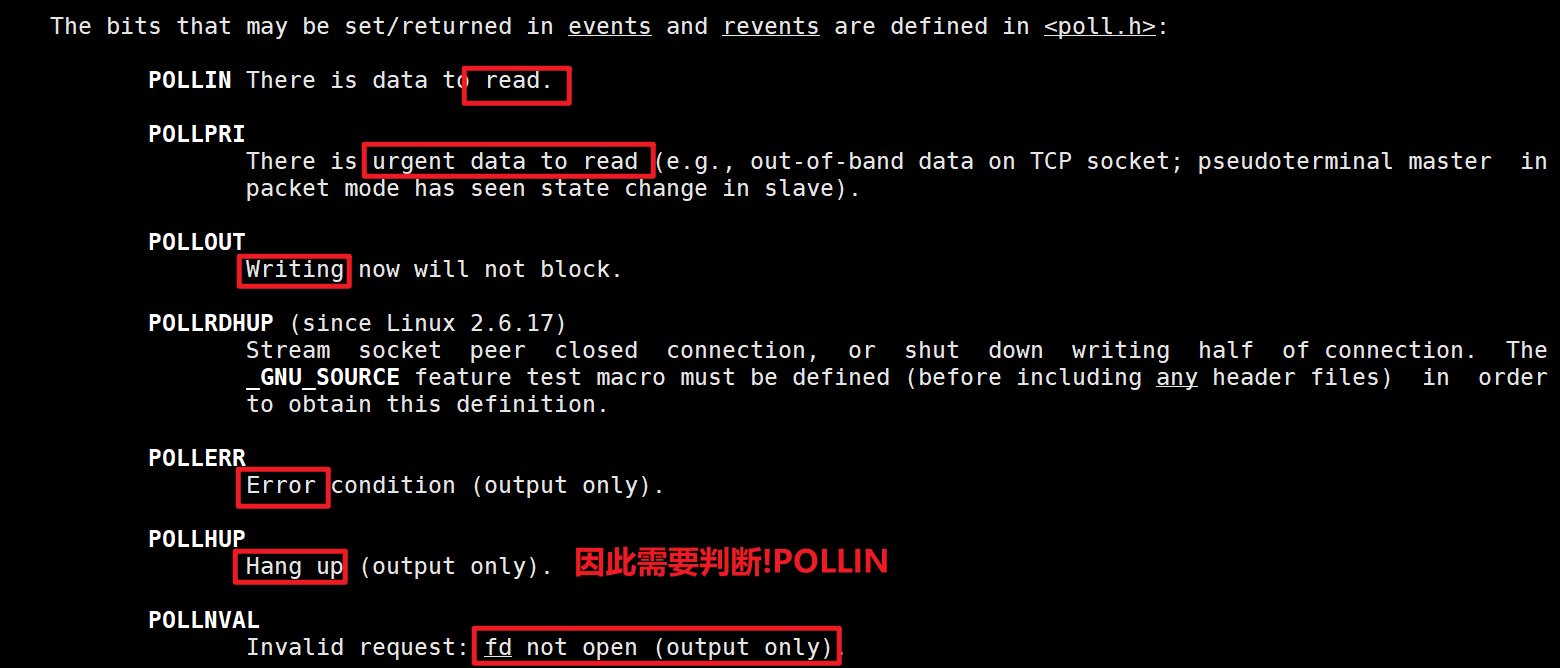 The bits that may be set/returned in events and revents are defined in <poll.h>:
POLLIN There is data to read.
POLLPRI
There is urgent data to read (e.g., out-of-band data on TCP socket; pseudoterminal master in
packet mode has seen state change in slave).
POLLOUT
Writing now will not block.
POLLRDHUP (since Linux 2.6.17)
Stream socket peer closed connection, or shut down writing half of connection. The
_GNU_SOURCE feature test macro must be defined (before including any header files) in order
to obtain this definition.
POLLERR
Error condition (output only).
POLLHUP
Hang up (output only). 因此需要判断!POLLIN
POLLNVAL
Invalid request: fd not open (output only).